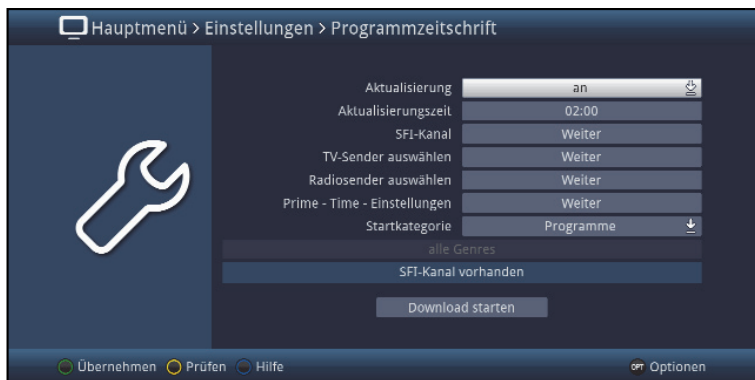 Hauptmenü > Einstellungen > Programmzeitschrift
Aktualisierung an
Aktualisierungszeit 02:00
SFI-Kanal Weiter
TV-Sender auswählen Weiter
Radiosender auswählen Weiter
Prime - Time - Einstellungen Weiter
Startkategorie Programme
alle Genres
SFI-Kanal vorhanden
Download starten
Übernehmen Prüfen Hilfe OPT Optionen